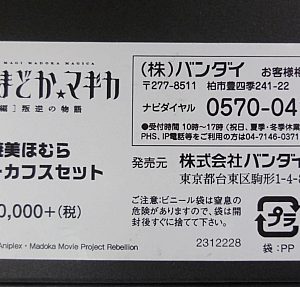 MAGI MADOKA MAGICA
まどか★マギカ
編］叛逆の物語
美ほむら
ーカフスセット
0,000+(税)
Aniplex・Madoka Movie Project Rebellion
(株)バンダイ お客様相
〒277-8511 柏市豊四季241-22
ナビダイヤル 0570-04
●受付時間 10時～17時 (祝日、夏季・冬季休業
PHS、IP電話等をご利用の方は04-7146-0371
発売元 株式会社バンダイ
東京都台東区駒形1-4-8
ご注意:ビニール袋は窒息の
危険がありますので、袋は開
封後すぐに捨てて下さい。
2312228
プラ
袋:PP